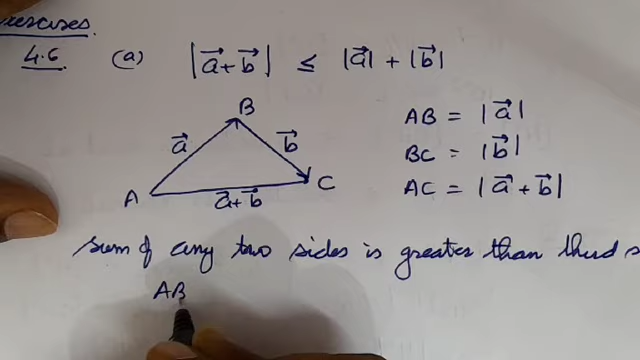 Exercises.
4.6 (a) |a⃗+b⃗| ≤ |a⃗| + |b⃗|
B
a⃗ b⃗
A C
a⃗+b⃗
AB = |a⃗|
BC = |b⃗|
AC = |a⃗ + b⃗|
Sum of any two sides is greater than third s
AB